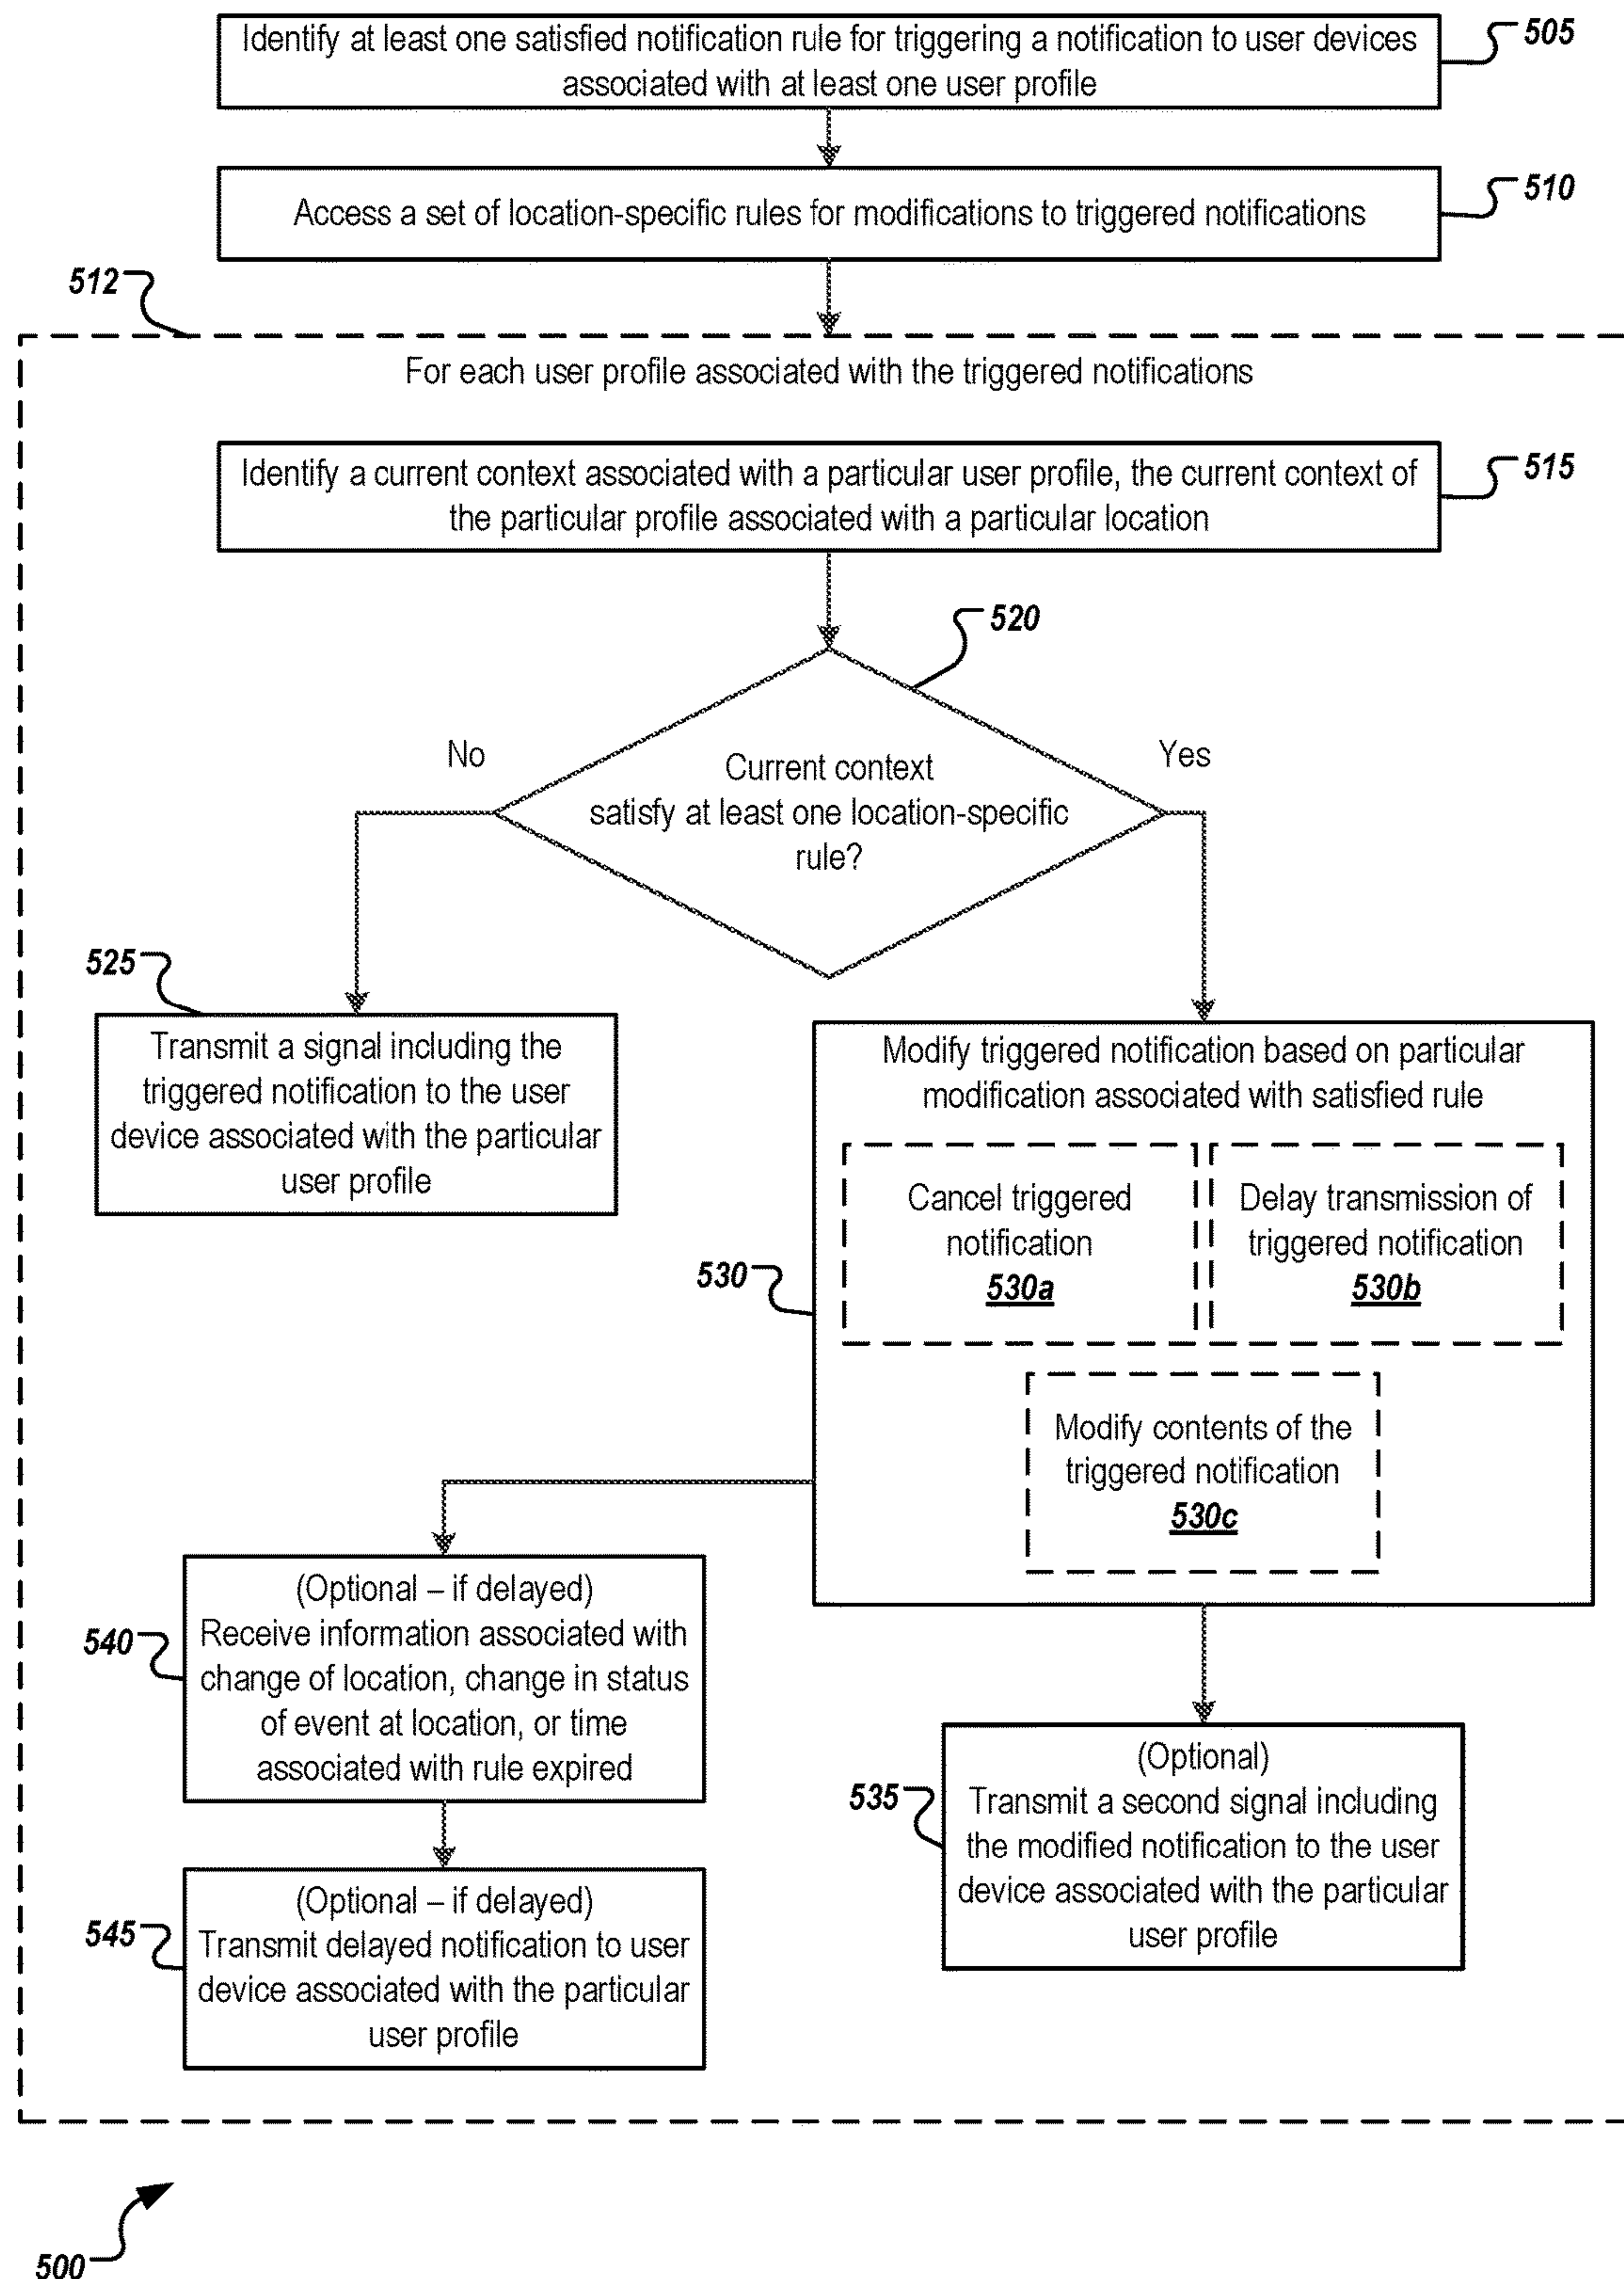 Identify at least one satisfied notification rule for triggering a notification to user devices
associated with at least one user profile
505
Access a set of location-specific rules for modifications to triggered notifications
510
512
For each user profile associated with the triggered notifications
Identify a current context associated with a particular user profile, the current context of
the particular profile associated with a particular location
515
520
No
Current context
satisfy at least one location-specific
rule?
Yes
525
Transmit a signal including the
triggered notification to the user
device associated with the particular
user profile
Modify triggered notification based on particular
modification associated with satisfied rule
Cancel triggered
notification
530a
Delay transmission of
triggered notification
530b
530
Modify contents of the
triggered notification
530c
(Optional – if delayed)
Receive information associated with
change of location, change in status
of event at location, or time
associated with rule expired
540
(Optional)
Transmit a second signal including
the modified notification to the user
device associated with the particular
user profile
535
(Optional – if delayed)
Transmit delayed notification to user
device associated with the particular
user profile
545
500